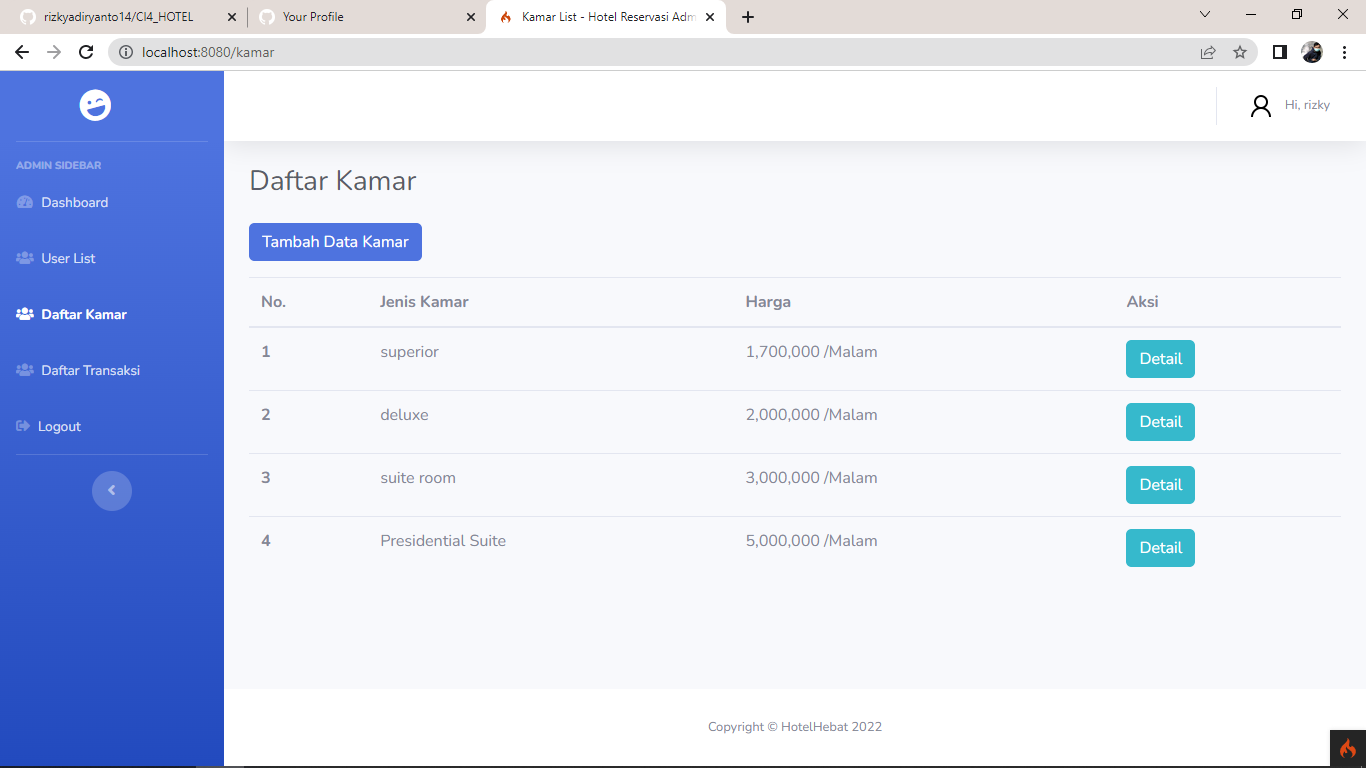 rizkyadiryanto14/CI4_HOTEL
Your Profile
Kamar List - Hotel Reservasi Adm
localhost:8080/kamar
Hi, rizky
ADMIN SIDEBAR
Dashboard
User List
Daftar Kamar
Daftar Transaksi
Logout
Daftar Kamar
Tambah Data Kamar
No. Jenis Kamar Harga Aksi
1 superior 1,700,000 /Malam Detail
2 deluxe 2,000,000 /Malam Detail
3 suite room 3,000,000 /Malam Detail
4 Presidential Suite 5,000,000 /Malam Detail
Copyright © HotelHebat 2022